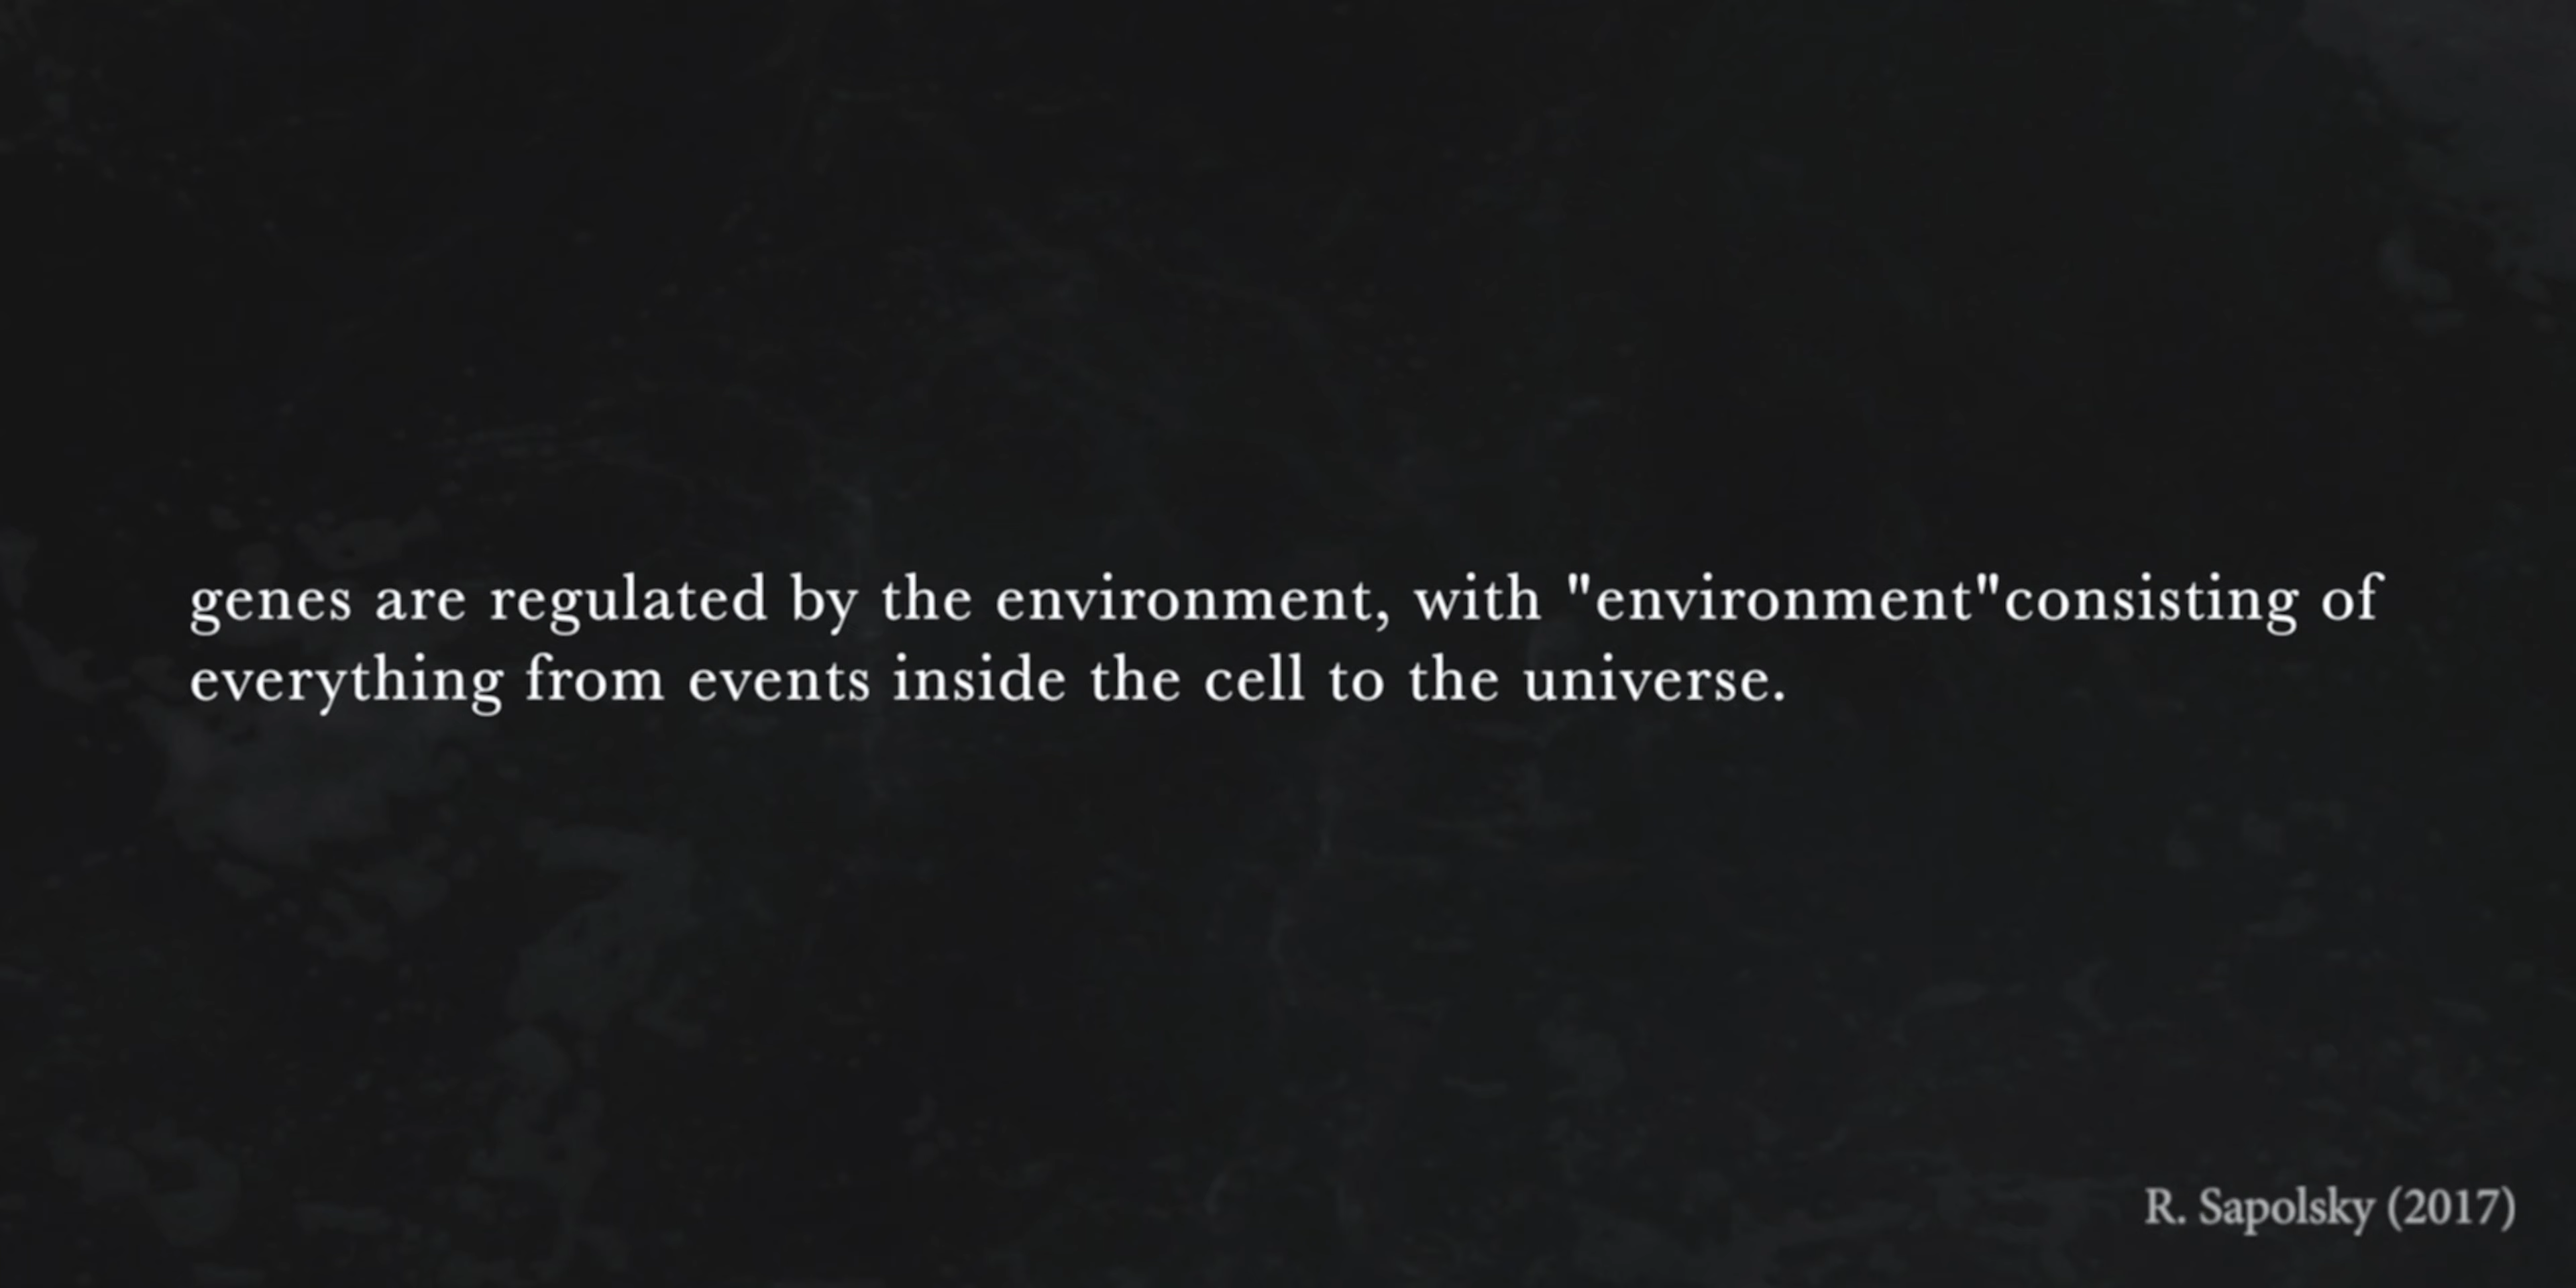 genes are regulated by the environment, with "environment"consisting of
everything from events inside the cell to the universe.
R. Sapolsky (2017)